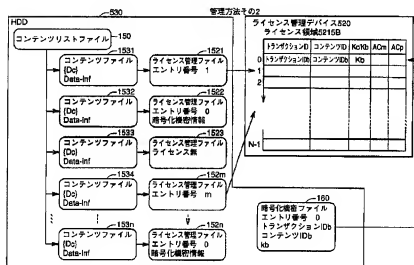 管理方法その2
530
HDD
コンテンツリストファイル
150
1531
コンテンツファイル
{Dc}
Data-Inf
1521
ライセンス管理ファイル
エントリ番号 1
1532
コンテンツファイル
{Dc}
Data-Inf
1522
ライセンス管理ファイル
エントリ番号 0
暗号化機密情報
1533
コンテンツファイル
{Dc}
Data-Inf
1523
ライセンス管理ファイル
ライセンス無
1534
コンテンツファイル
{Dc}
Data-Inf
152m
ライセンス管理ファイル
エントリ番号 m
153n
コンテンツファイル
{Dc}
Data-Inf
152n
ライセンス管理ファイル
エントリ番号 0
暗号化機密情報
ライセンス管理デバイス520
ライセンス領域5215B
トランザクションID コンテンツID Kc/Kb ACm ACp
0 トランザクションIDb コンテンツIDb Kb
1
2
N-1
160
暗号化機密ファイル
エントリ番号 0
トランザクションIDb
コンテンツIDb
kb